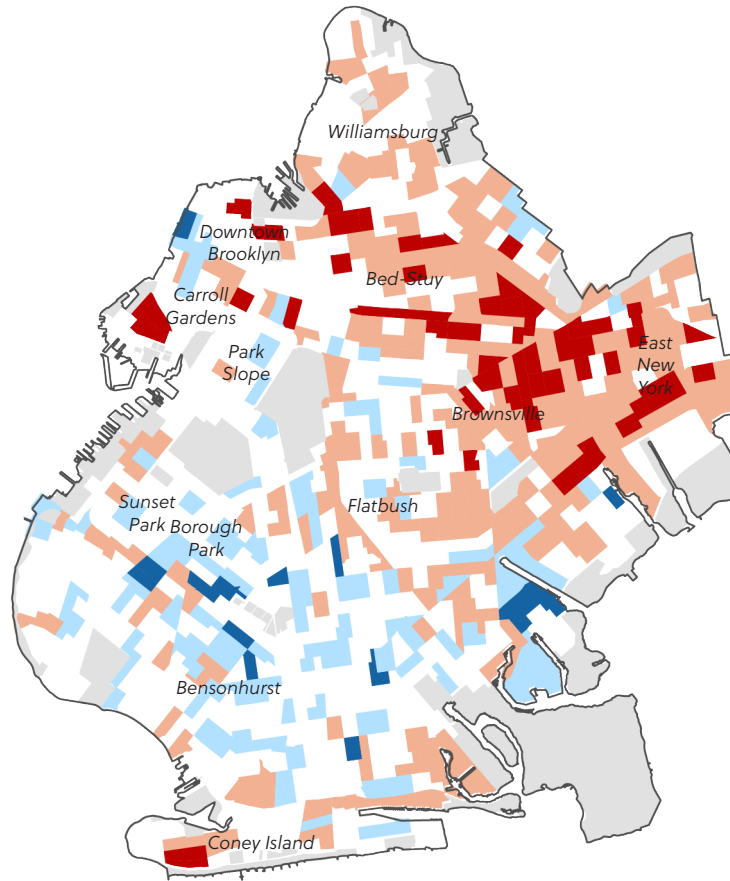 Williamsburg
Downtown
Brooklyn
Bed-Stuy
Carroll
Gardens
Park
Slope
East
New
York
Brownsville
Sunset
Park
Borough
Park
Flatbush
Bensonhurst
Coney Island